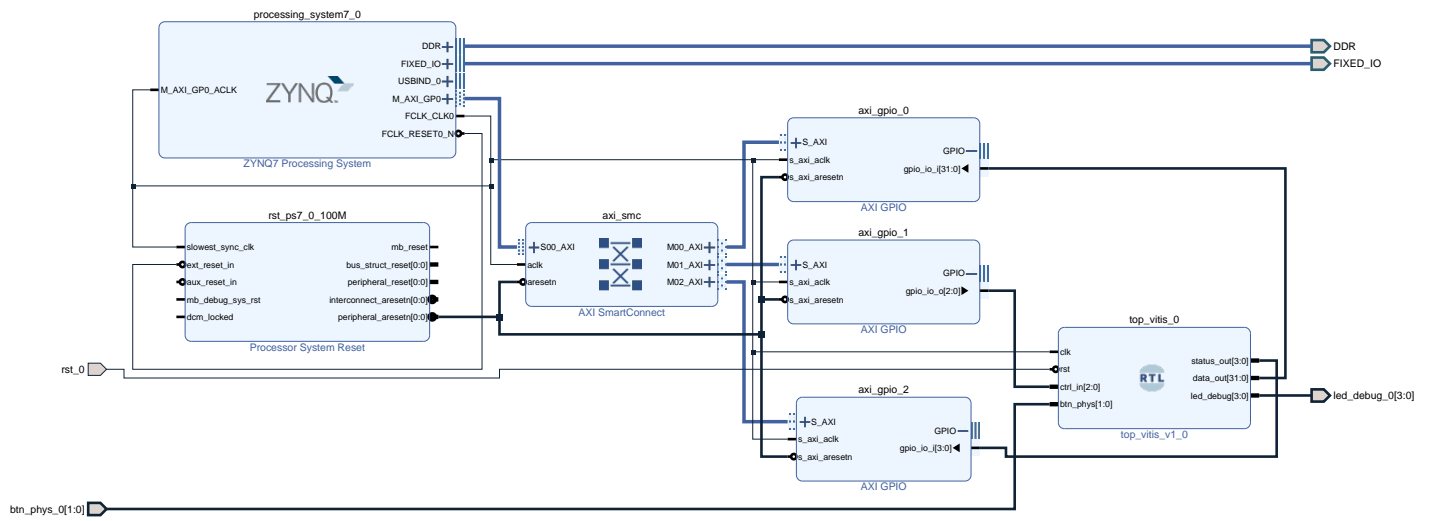 processing_system7_0
DDR
FIXED_IO
USBIND_0
M_AXI_GP0_ACLK
ZYNQ
M_AXI_GP0
FCLK_CLK0
FCLK_RESET0_N
ZYNQ7 Processing System
DDR
FIXED_IO
axi_gpio_0
S_AXI
GPIO
s_axi_aclk
gpio_io_i[31:0]
s_axi_aresetn
AXI GPIO
rst_ps7_0_100M
slowest_sync_clk
mb_reset
ext_reset_in
bus_struct_reset[0:0]
aux_reset_in
peripheral_reset[0:0]
mb_debug_sys_rst
interconnect_aresetn[0:0]
dcm_locked
peripheral_aresetn[0:0]
Processor System Reset
axi_smc
S00_AXI
M00_AXI
aclk
M01_AXI
aresetn
M02_AXI
AXI SmartConnect
axi_gpio_1
S_AXI
GPIO
s_axi_aclk
gpio_io_o[2:0]
s_axi_aresetn
AXI GPIO
top_vitis_0
clk
status_out[3:0]
rst
data_out[31:0]
ctrl_in[2:0]
led_debug[3:0]
btn_phys[1:0]
RTL
top_vitis_v1_0
led_debug_0[3:0]
rst_0
axi_gpio_2
S_AXI
GPIO
s_axi_aclk
gpio_io_i[3:0]
s_axi_aresetn
AXI GPIO
btn_phys_0[1:0]